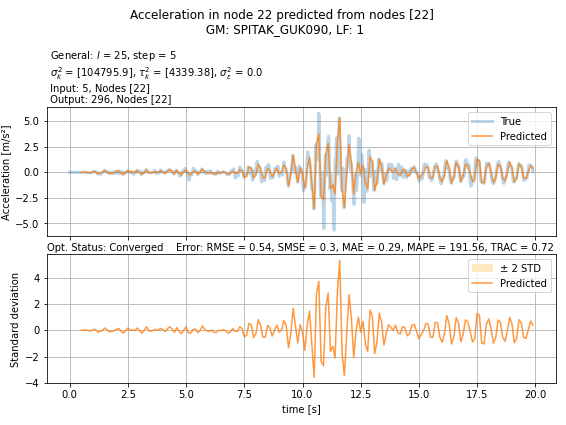 Acceleration in node 22 predicted from nodes [22]
GM: SPITAK_GUK090, LF: 1
General: l = 25, step = 5
σ²ₖ = [104795.9], τ²ₖ = [4339.38], σ²ε = 0.0
Input: 5, Nodes [22]
Output: 296, Nodes [22]
Acceleration [m/s²]
5.0
2.5
0.0
−2.5
−5.0
True
Predicted
Opt. Status: Converged Error: RMSE = 0.54, SMSE = 0.3, MAE = 0.29, MAPE = 191.56, TRAC = 0.72
Standard deviation
4
2
0
−2
−4
± 2 STD
Predicted
0.0 2.5 5.0 7.5 10.0 12.5 15.0 17.5 20.0
time [s]